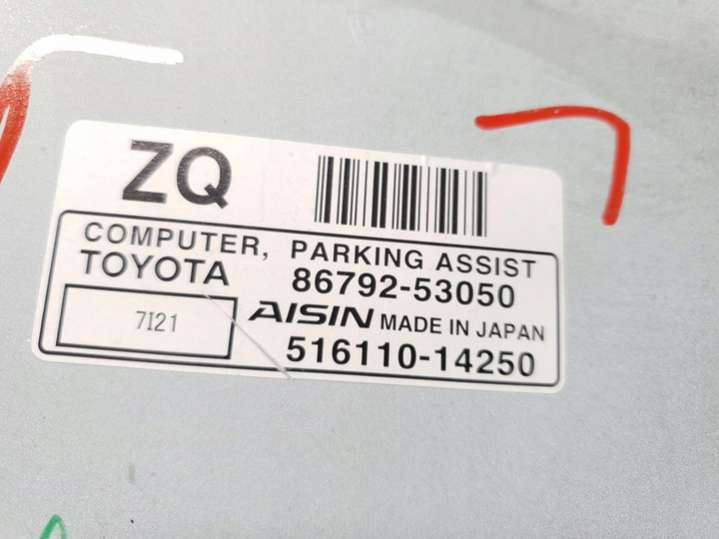 ZQ
COMPUTER, PARKING ASSIST
TOYOTA 86792-53050
7I21 AISIN MADE IN JAPAN
516110-14250